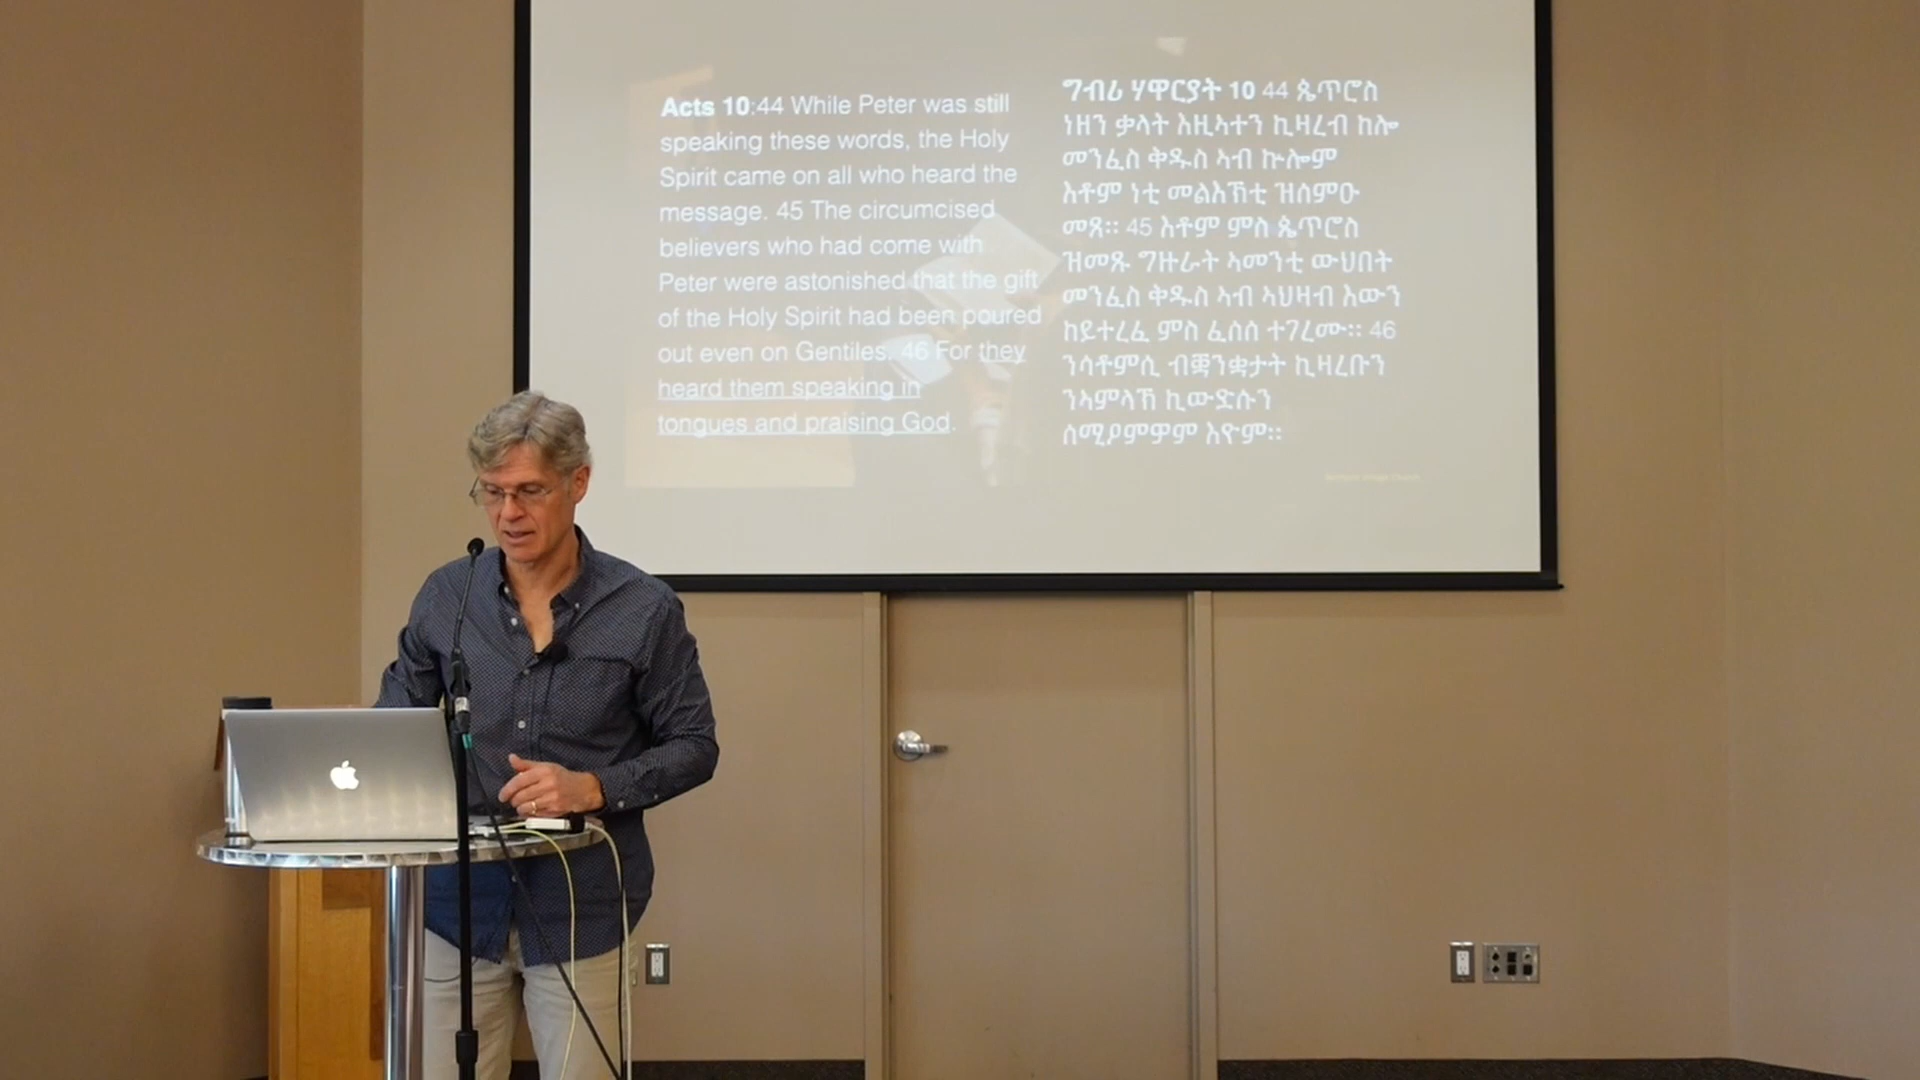 Acts 10:44 While Peter was still
speaking these words, the Holy
Spirit came on all who heard the
message. 45 The circumcised
believers who had come with
Peter were astonished that the gift
of the Holy Spirit had been poured
out even on Gentiles. 46 For they
heard them speaking in
tongues and praising God.
ግብሪ ሃዋርያት 10 44 ጴጥሮስ
ነዘን ቃላት እዚኣተን ኪዛረብ ከሎ
መንፈስ ቅዱስ ኣብ ኵሎም
እቶም ነቲ መልእኽቲ ዝሰምዑ
መጸ። 45 እቶም ምስ ጴጥሮስ
ዝመጹ ግዙራት ኣመንቲ ውህበት
መንፈስ ቅዱስ ኣብ ኣህዛብ እውን
ከይተረፈ ምስ ፈሰሰ ተገረሙ። 46
ንሳቶምሲ ብቛንቋታት ኪዛረቡን
ንኣምላኽ ኪውድሱን
ሰሚዖምዎም እዮም።